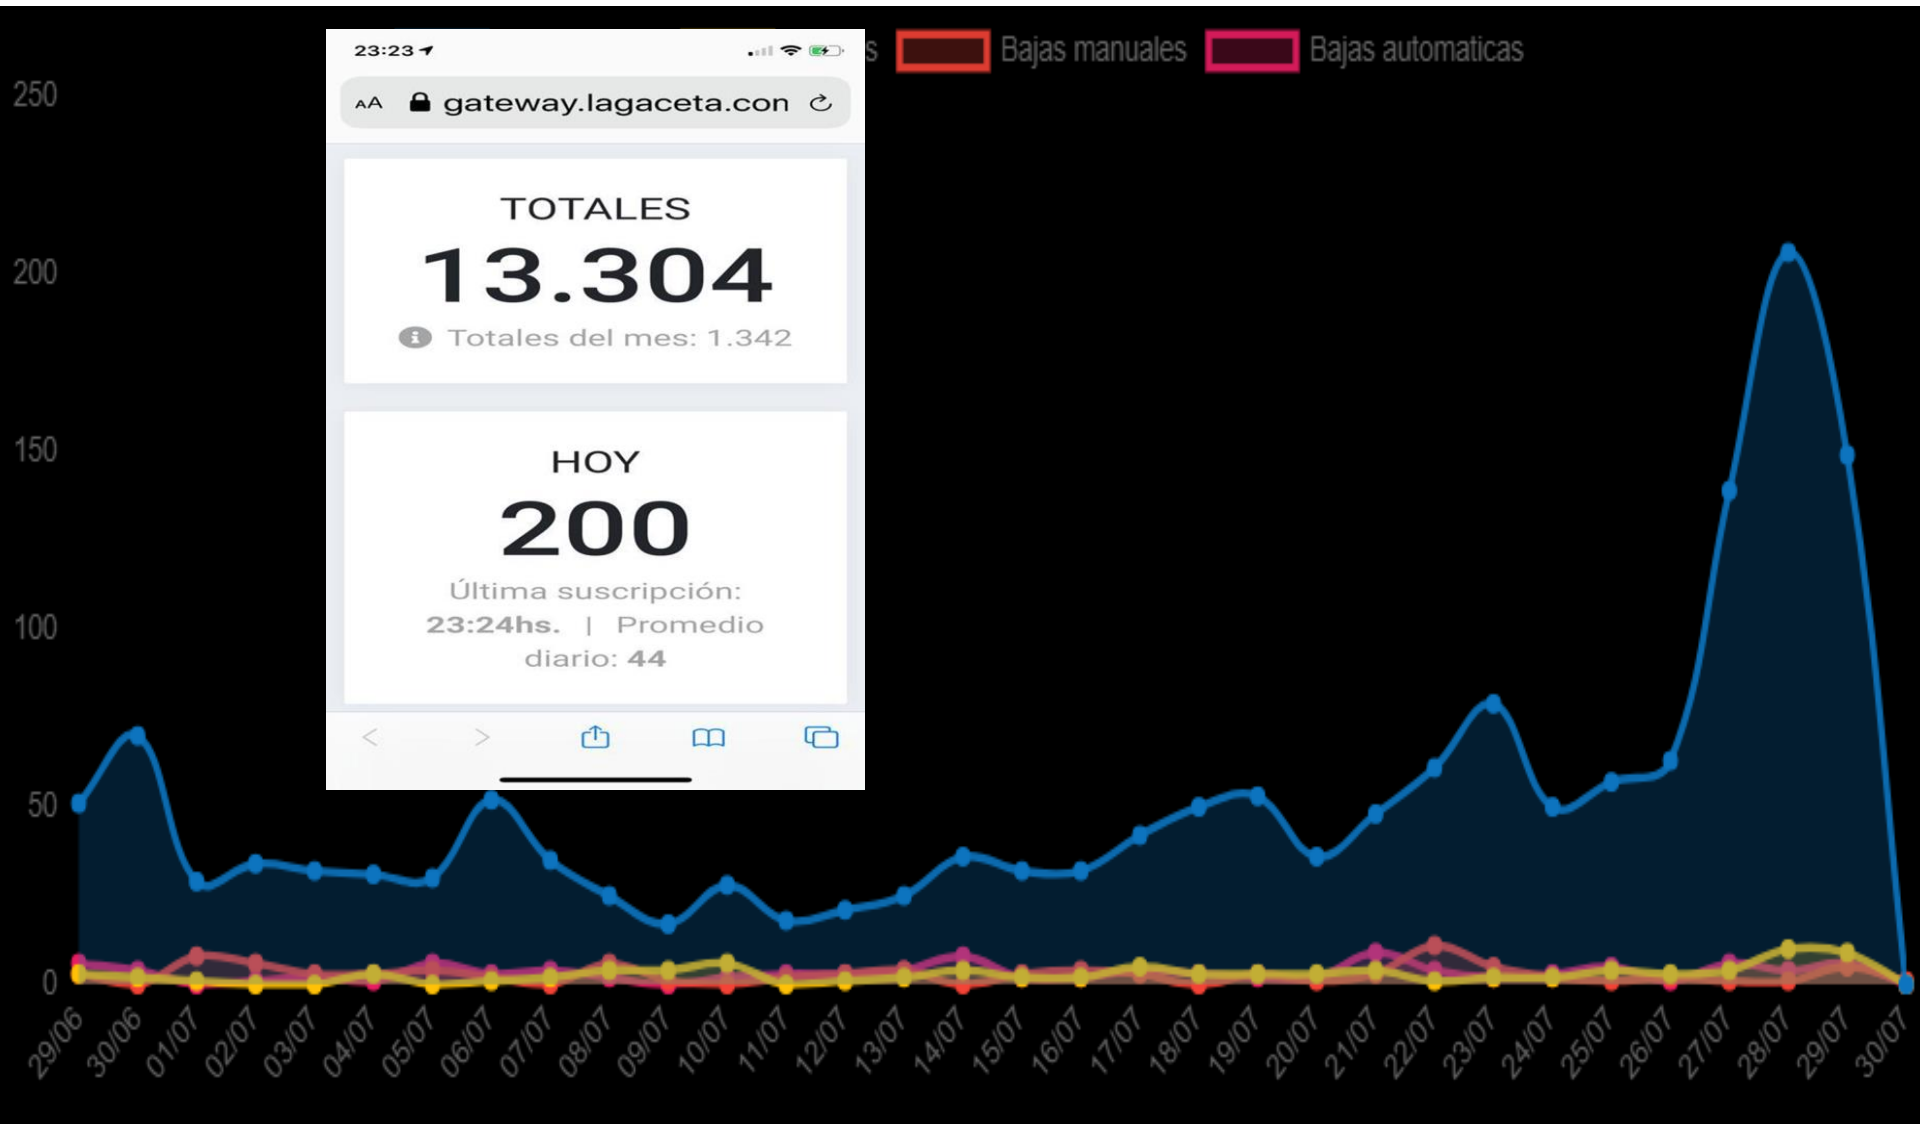 23:23
AA gateway.lagaceta.con
TOTALES
13.304
Totales del mes: 1.342
HOY
200
Última suscripción:
23:24hs. | Promedio
diario: 44
s Bajas manuales Bajas automaticas
250
200
150
100
50
0
29/06 30/06 01/07 02/07 03/07 04/07 05/07 06/07 07/07 08/07 09/07 10/07 11/07 12/07 13/07 14/07 15/07 16/07 17/07 18/07 19/07 20/07 21/07 22/07 23/07 24/07 25/07 26/07 27/07 28/07 29/07 30/07